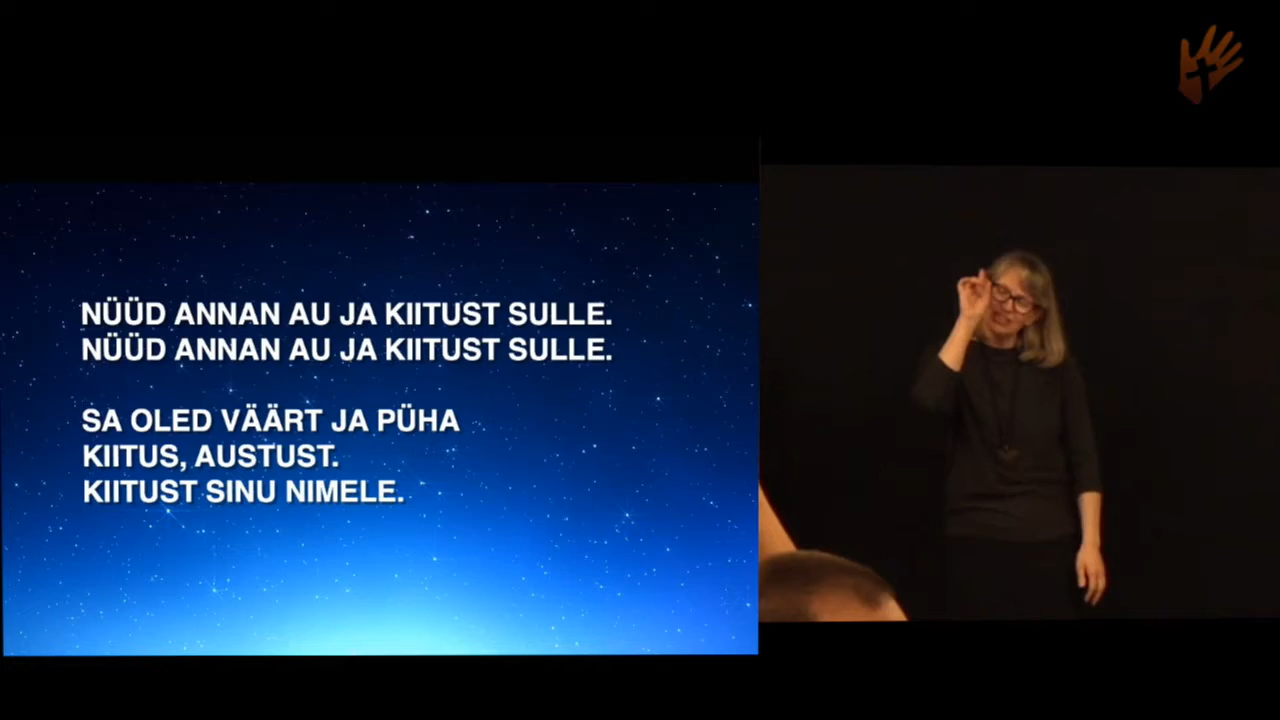 NÜÜD ANNAN AU JA KIITUST SULLE.
NÜÜD ANNAN AU JA KIITUST SULLE.
SA OLED VÄÄRT JA PÜHA
KIITUS, AUSTUST.
KIITUST SINU NIMELE.